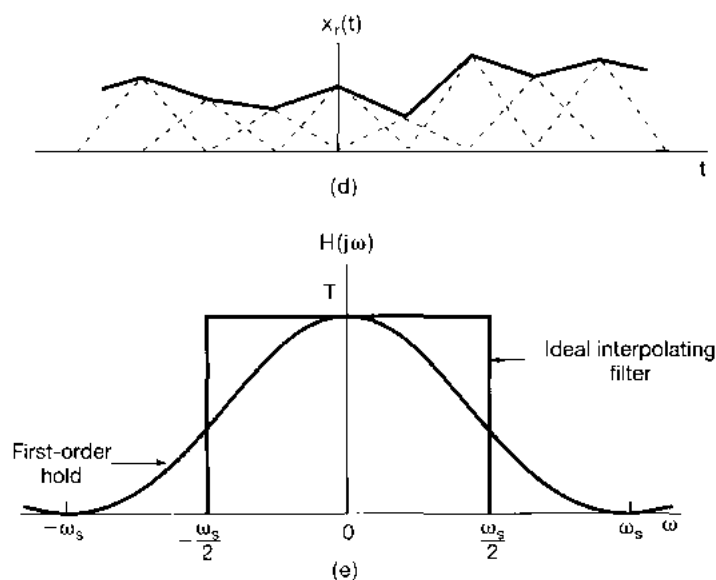 x_r(t)
t
(d)
H(jω)
T
Ideal interpolating
filter
First-order
hold
−ω_s
−ω_s/2
0
ω_s/2
ω_s
ω
(e)